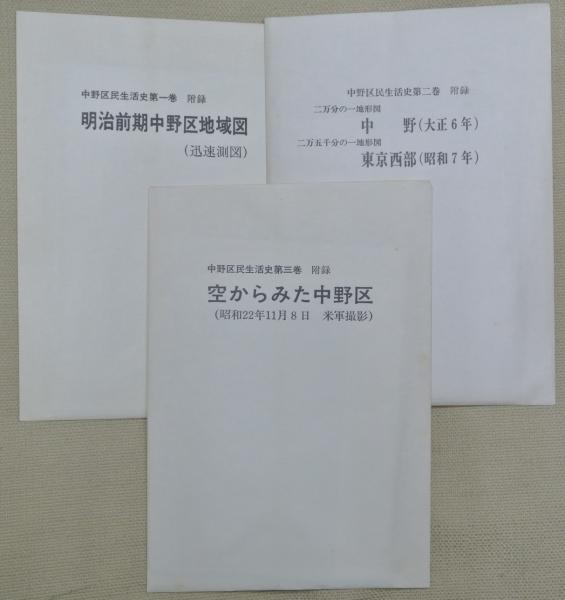 中野区民生活史第一巻　附録
明治前期中野区地域図
(迅速測図)
中野区民生活史第二巻　附録
二万分の一地形図
中　野(大正6年)
二万五千分の一地形図
東京西部(昭和7年)
中野区民生活史第三巻　附録
空からみた中野区
(昭和22年11月8日　米軍撮影)